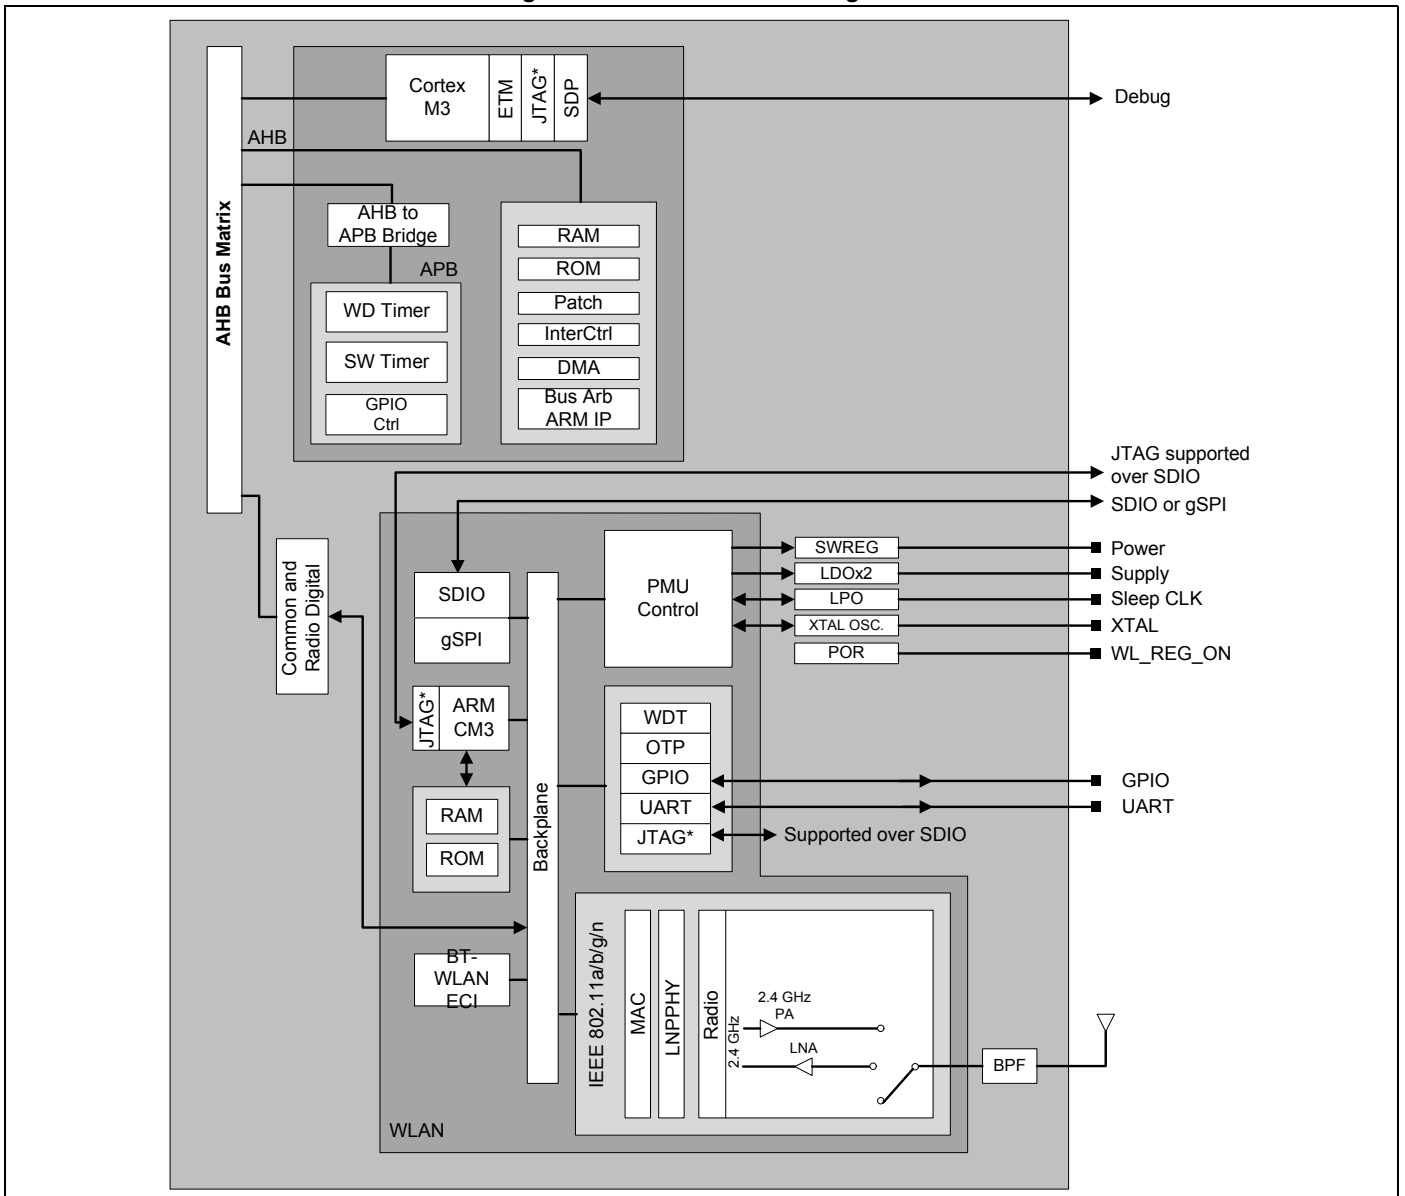 Cortex
M3
ETM
JTAG*
SDP
Debug
AHB
AHB Bus Matrix
AHB to
APB Bridge
APB
WD Timer
SW Timer
GPIO
Ctrl
RAM
ROM
Patch
InterCtrl
DMA
Bus Arb
ARM IP
JTAG supported
over SDIO
SDIO or gSPI
Common and
Radio Digital
SDIO
gSPI
PMU
Control
SWREG
Power
LDOx2
Supply
LPO
Sleep CLK
XTAL OSC.
XTAL
POR
WL_REG_ON
JTAG*
ARM
CM3
RAM
ROM
Backplane
WDT
OTP
GPIO
GPIO
UART
UART
JTAG*
Supported over SDIO
BT-
WLAN
ECI
IEEE 802.11a/b/g/n
MAC
LNPPHY
Radio
2.4 GHz
2.4 GHz
PA
LNA
BPF
WLAN